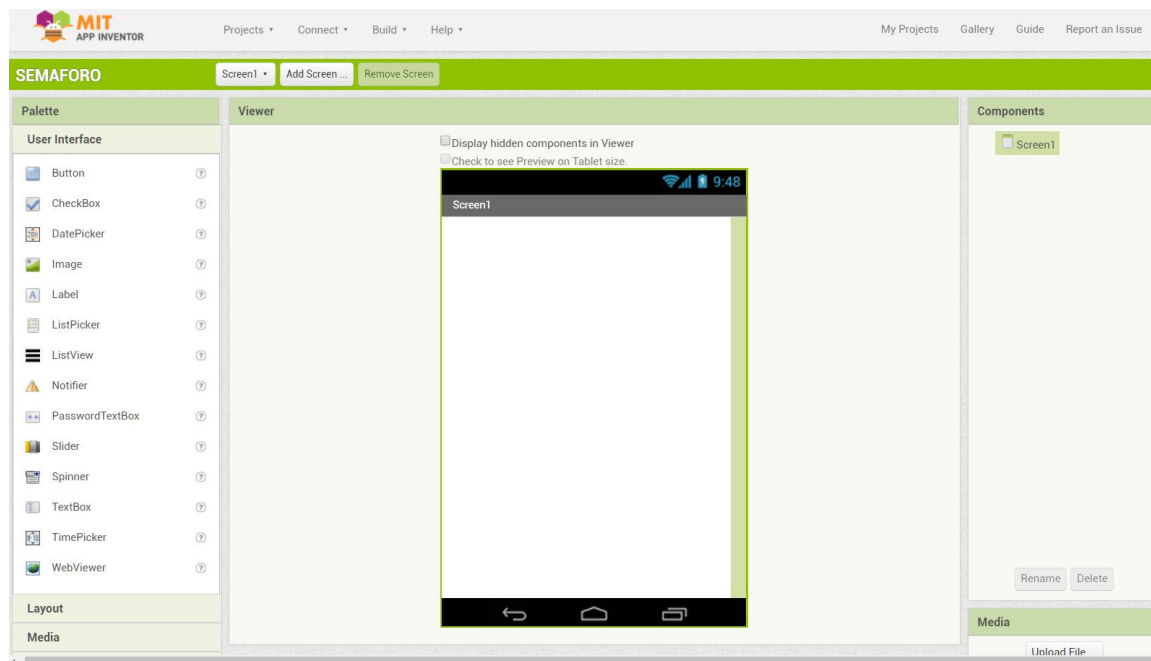 MIT
APP INVENTOR
Projects Connect Build Help
My Projects Gallery Guide Report an Issue
SEMAFORO
Screen1 Add Screen ... Remove Screen
Palette
Viewer
Components
User Interface
Display hidden components in Viewer
Screen1
Check to see Preview on Tablet size.
Button
9:48
Screen1
CheckBox
DatePicker
Image
Label
ListPicker
ListView
Notifier
PasswordTextBox
Slider
Spinner
TextBox
TimePicker
WebViewer
Rename Delete
Layout
Media
Media
Upload File